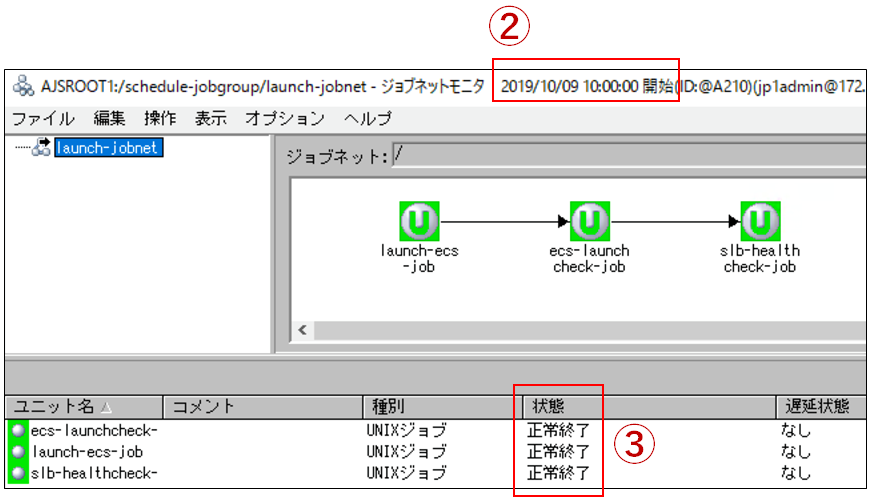 ②
AJSROOT1:/schedule-jobgroup/launch-jobnet - ジョブネットモニタ 2019/10/09 10:00:00 開始(ID:@A210)(jp1admin@172.
ファイル 編集 操作 表示 オプション ヘルプ
launch-jobnet
ジョブネット: /
U U U
launch-ecs
-job
ecs-launch
check-job
slb-health
check-job
ユニット名 コメント 種別 状態 遅延状態
ecs-launchcheck- UNIXジョブ 正常終了 なし
launch-ecs-job UNIXジョブ 正常終了 なし
slb-healthcheck- UNIXジョブ 正常終了 なし
③